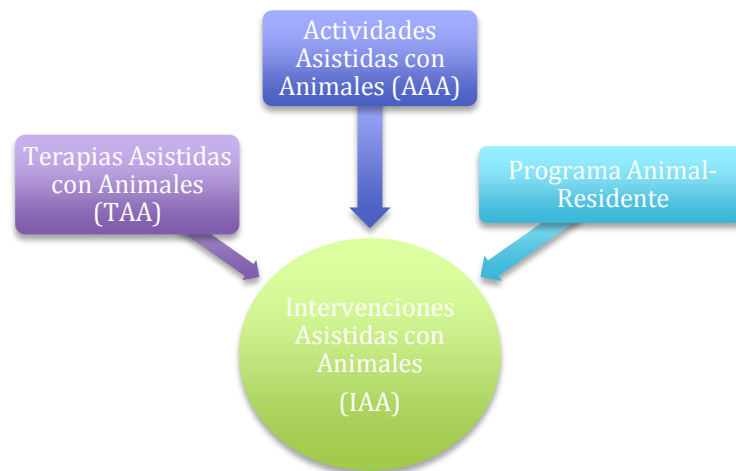 Actividades
Asistidas con
Animales (AAA)
Terapias Asistidas
con Animales
(TAA)
Programa Animal-
Residente
Intervenciones
Asistidas con
Animales
(IAA)